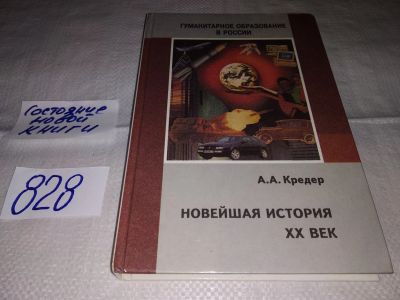 ГУМАНИТАРНОЕ ОБРАЗОВАНИЕ
В РОССИИ
А.А. Кредер
НОВЕЙШАЯ ИСТОРИЯ
XX ВЕК
Состояние
новой
книги
828